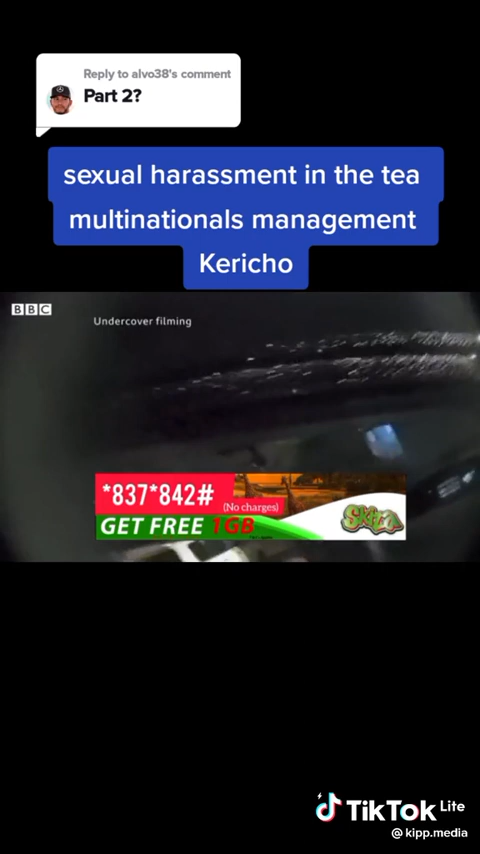 Reply to alvo38's comment
Part 2?
sexual harassment in the tea
multinationals management
Kericho
BBC
Undercover filming
*837*842#
(No charges)
GET FREE 1GB
Skiza
TikTok Lite
@kipp.media